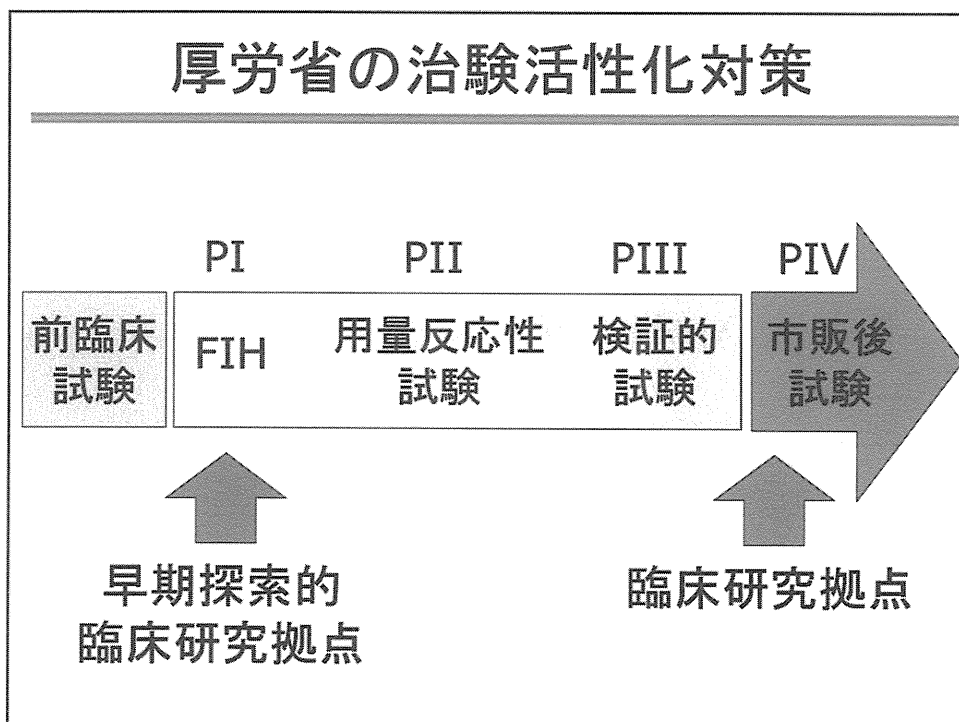 厚労省の治験活性化対策
PI
PII
PIII
PIV
前臨床
試験
FIH
用量反応性
試験
検証的
試験
市販後
試験
早期探索的
臨床研究拠点
臨床研究拠点